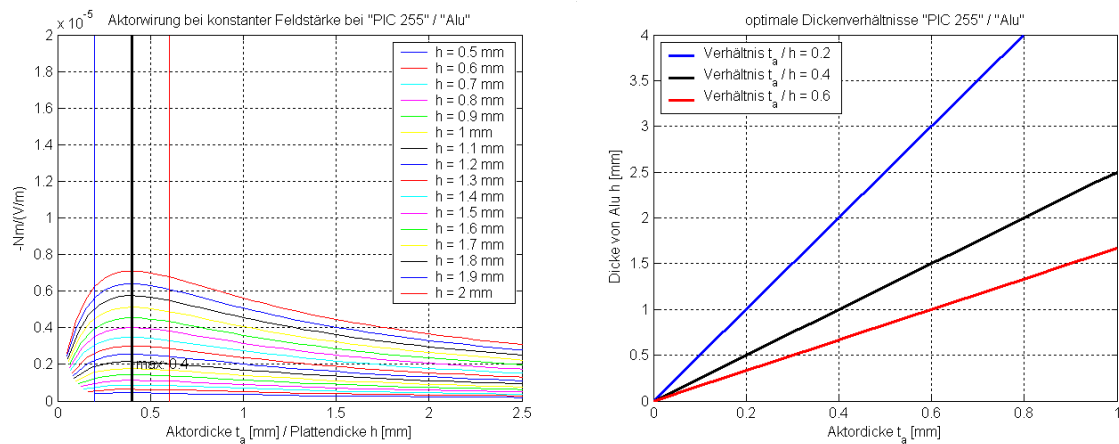 Aktorwirung bei konstanter Feldstärke bei "PIC 255" / "Alu"
x 10^-5
2
1.8
1.6
1.4
1.2
1
0.8
0.6
0.4
0.2
0
-Nm/(V/m)
h = 0.5 mm
h = 0.6 mm
h = 0.7 mm
h = 0.8 mm
h = 0.9 mm
h = 1 mm
h = 1.1 mm
h = 1.2 mm
h = 1.3 mm
h = 1.4 mm
h = 1.5 mm
h = 1.6 mm
h = 1.7 mm
h = 1.8 mm
h = 1.9 mm
h = 2 mm
max: 0.4
0 0.5 1 1.5 2 2.5
Aktordicke t_a [mm] / Plattendicke h [mm]
optimale Dickenverhältnisse "PIC 255" / "Alu"
4
3.5
3
2.5
2
1.5
1
0.5
0
Dicke von Alu h [mm]
Verhältnis t_a / h = 0.2
Verhältnis t_a / h = 0.4
Verhältnis t_a / h = 0.6
0 0.2 0.4 0.6 0.8 1
Aktordicke t_a [mm]